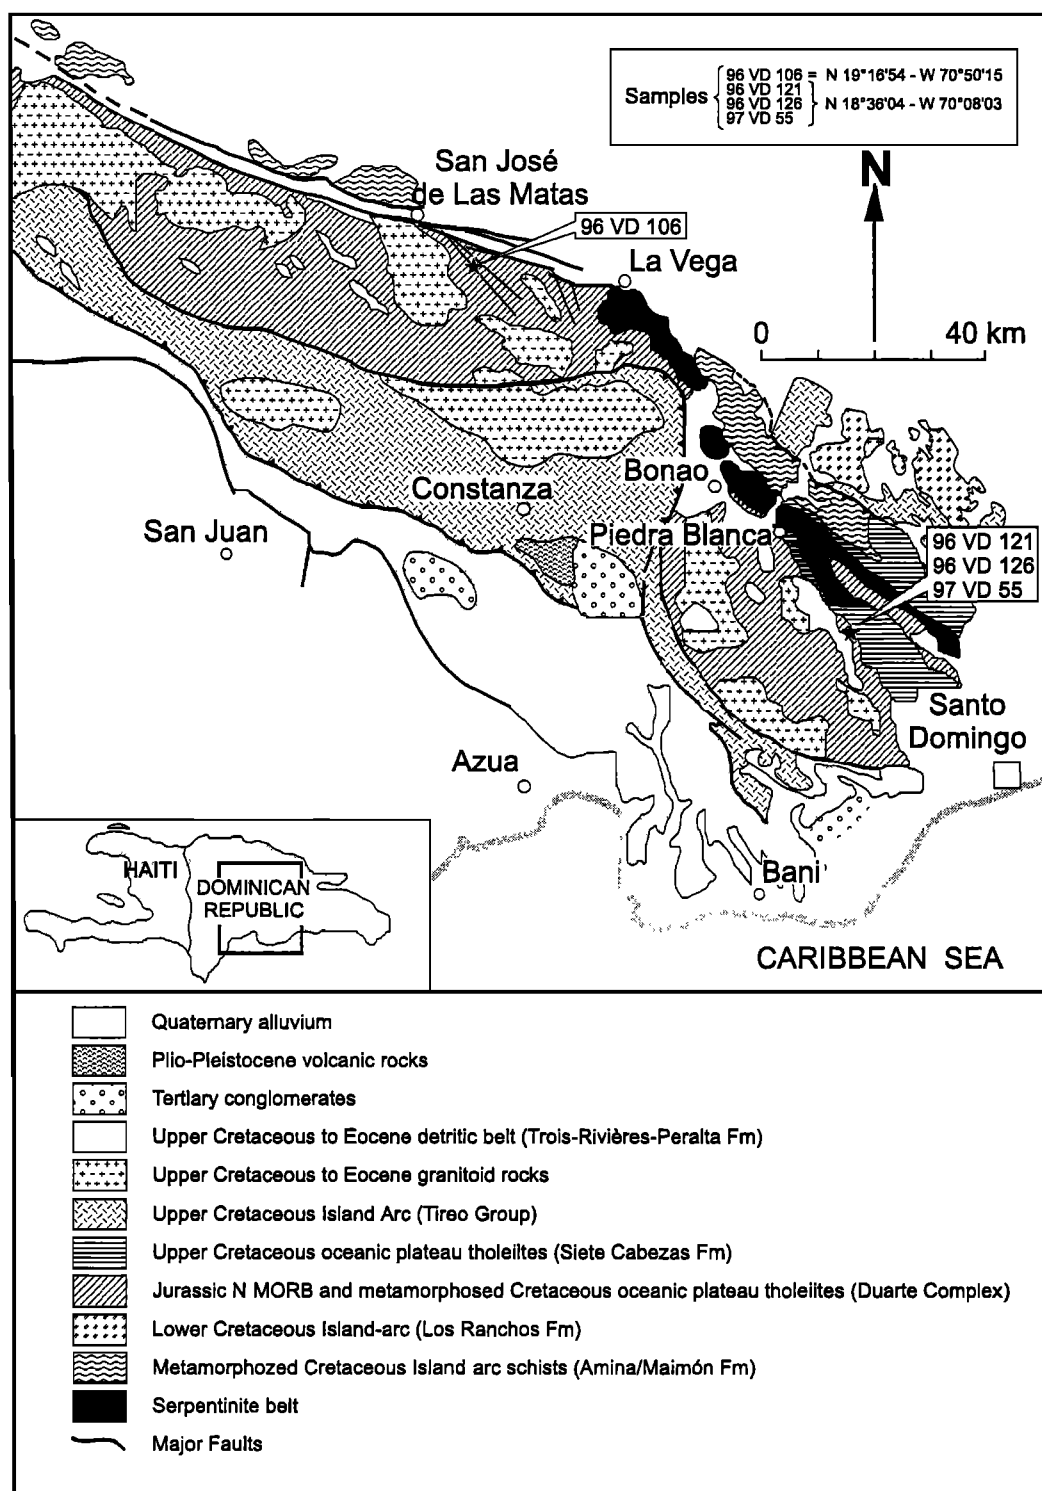 Samples
96 VD 106 = N 19°16'54 - W 70°50'15
96 VD 121
96 VD 126
97 VD 55
N 18°36'04 - W 70°08'03
N
San José
de Las Matas
96 VD 106
La Vega
0
40 km
Bonao
Constanza
San Juan
Piedra Blanca
96 VD 121
96 VD 126
97 VD 55
Santo
Domingo
Azua
Bani
CARIBBEAN SEA
HAITI
DOMINICAN
REPUBLIC
Quaternary alluvium
Plio-Pleistocene volcanic rocks
Tertiary conglomerates
Upper Cretaceous to Eocene detritic belt (Trois-Rivières-Peralta Fm)
Upper Cretaceous to Eocene granitoid rocks
Upper Cretaceous Island Arc (Tireo Group)
Upper Cretaceous oceanic plateau tholeiites (Siete Cabezas Fm)
Jurassic N MORB and metamorphosed Cretaceous oceanic plateau tholeiites (Duarte Complex)
Lower Cretaceous Island-arc (Los Ranchos Fm)
Metamorphozed Cretaceous Island arc schists (Amina/Maimón Fm)
Serpentinite belt
Major Faults